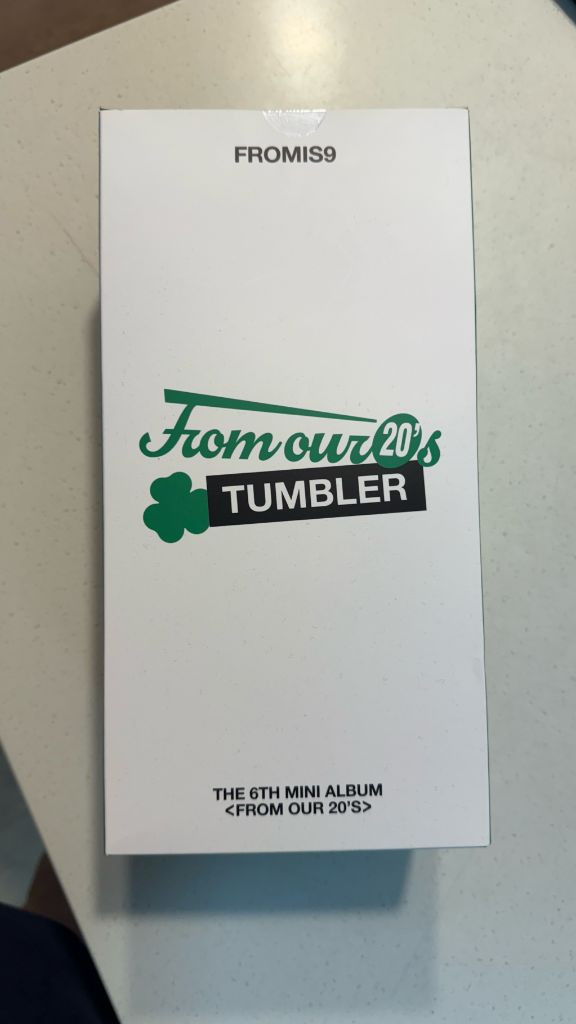 FROMIS9
From our 20's
TUMBLER
THE 6TH MINI ALBUM
<FROM OUR 20'S>